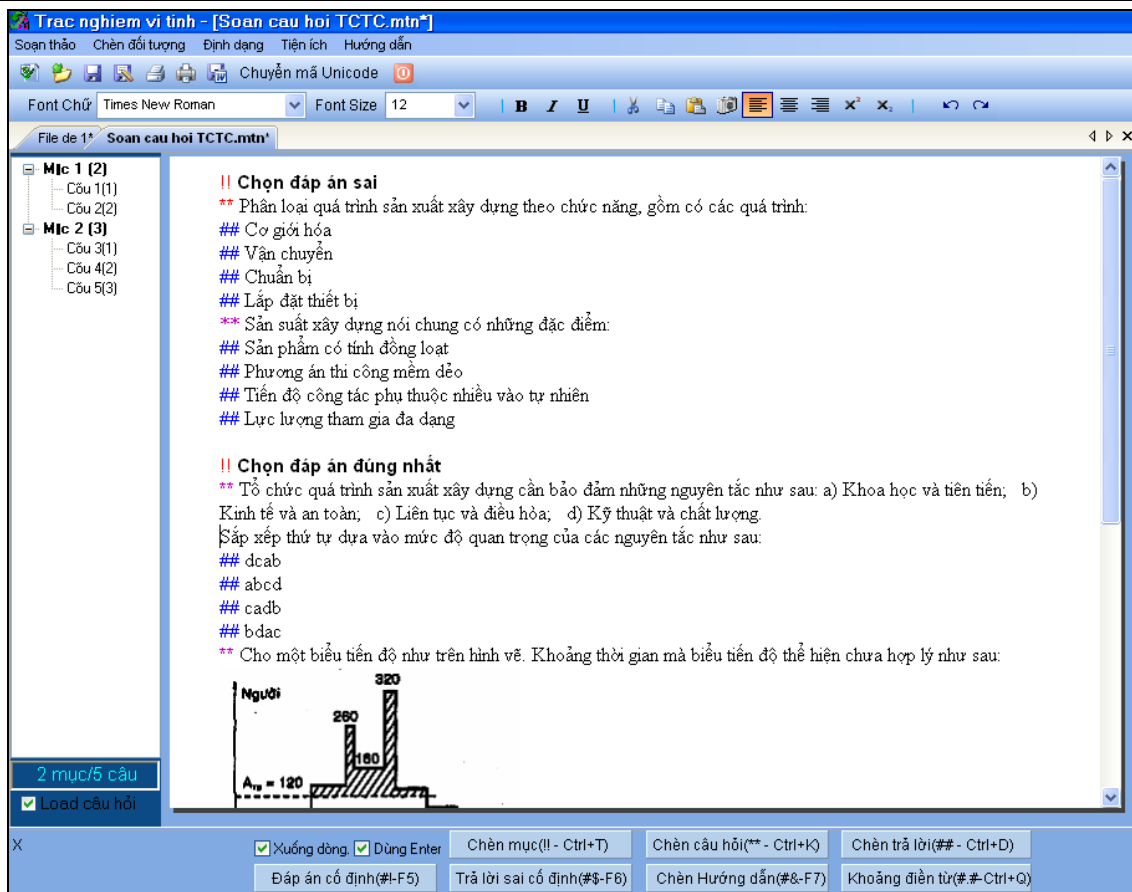 Trac nghiem vi tinh - [Soan cau hoi TCTC.mtn*]
Soạn thảo Chèn đối tượng Định dạng Tiện ích Hướng dẫn
Chuyển mã Unicode
Font Chữ Times New Roman Font Size 12 B I U x² x₂
File de 1* Soan cau hoi TCTC.mtn*
Mục 1 (2)
Cõu 1(1)
Cõu 2(2)
Mục 2 (3)
Cõu 3(1)
Cõu 4(2)
Cõu 5(3)
2 mục/5 câu
Load câu hỏi
!! Chọn đáp án sai
** Phân loại quá trình sản xuất xây dựng theo chức năng, gồm có các quá trình:
## Cơ giới hóa
## Vận chuyển
## Chuẩn bị
## Lắp đặt thiết bị
** Sản suất xây dựng nói chung có những đặc điểm:
## Sản phẩm có tính đồng loạt
## Phương án thi công mềm dẻo
## Tiến độ công tác phụ thuộc nhiều vào tự nhiên
## Lực lượng tham gia đa dạng
!! Chọn đáp án đúng nhất
** Tổ chức quá trình sản xuất xây dựng cần bảo đảm những nguyên tắc như sau: a) Khoa học và tiên tiến; b)
Kinh tế và an toàn; c) Liên tục và điều hòa; d) Kỹ thuật và chất lượng.
Sắp xếp thứ tự dựa vào mức độ quan trọng của các nguyên tắc như sau:
## dcab
## abcd
## cadb
## bdac
** Cho một biểu tiến độ như trên hình vẽ. Khoảng thời gian mà biểu tiến độ thể hiện chưa hợp lý như sau:
320
Người
260
160
A_TB = 120
X
Xuống dòng. Dùng Enter Chèn mục(!! - Ctrl+T) Chèn câu hỏi(** - Ctrl+K) Chèn trả lời(## - Ctrl+D)
Đáp án cố định(#!-F5) Trả lời sai cố định(#$-F6) Chèn Hướng dẫn(#&-F7) Khoảng điền từ(#.#-Ctrl+Q)